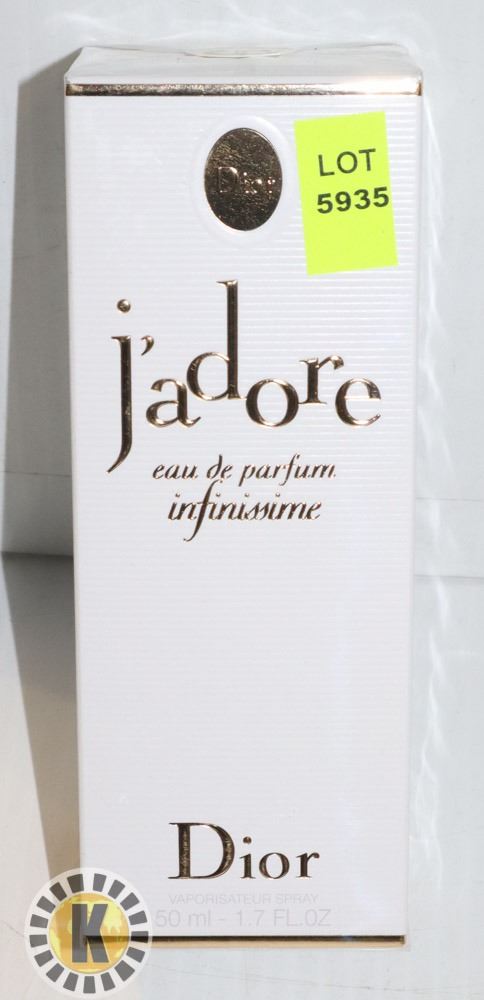 Dior
LOT
5935
j'adore
eau de parfum
infinissime
Dior
VAPORISATEUR SPRAY
50 ml - 1.7 FL.OZ
K